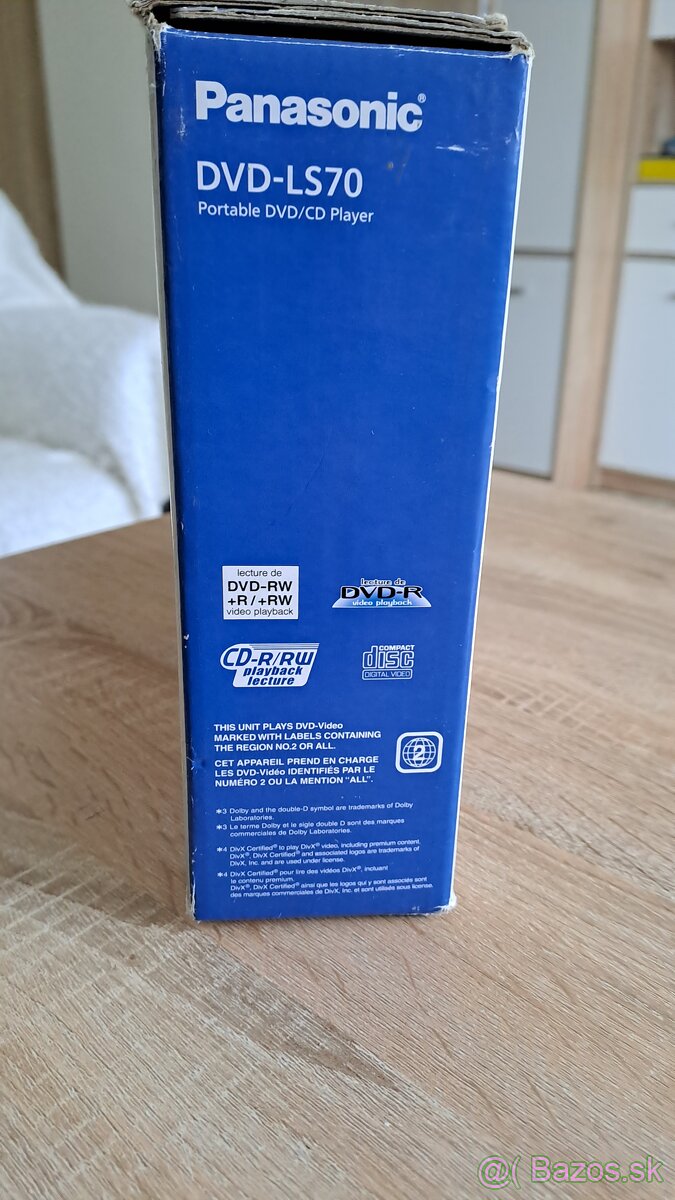 Panasonic®
DVD-LS70
Portable DVD/CD Player
lecture de
DVD-RW
+R/+RW
video playback
lecture de
DVD-R
video playback
CD-R/RW
playback
lecture
COMPACT
disc
DIGITAL VIDEO
THIS UNIT PLAYS DVD-Video
MARKED WITH LABELS CONTAINING
THE REGION NO.2 OR ALL.
CET APPAREIL PREND EN CHARGE
LES DVD-Vidéo IDENTIFIÉS PAR LE
NUMÉRO 2 OU LA MENTION “ALL”.
2
*3 Dolby and the double-D symbol are trademarks of Dolby
Laboratories.
*3 Le terme Dolby et le sigle double D sont des marques
commerciales de Dolby Laboratories.
*4 DivX Certified® to play DivX® video, including premium content.
DivX®, DivX Certified® and associated logos are trademarks of
DivX, Inc. and are used under license.
*4 DivX Certified® pour lire des vidéos DivX®, incluant
le contenu premium.
DivX®, DivX Certified® ainsi que les logos qui y sont associés sont
des marques commerciales de DivX, Inc. et sont utilisés sous license.
@( Bazos.sk